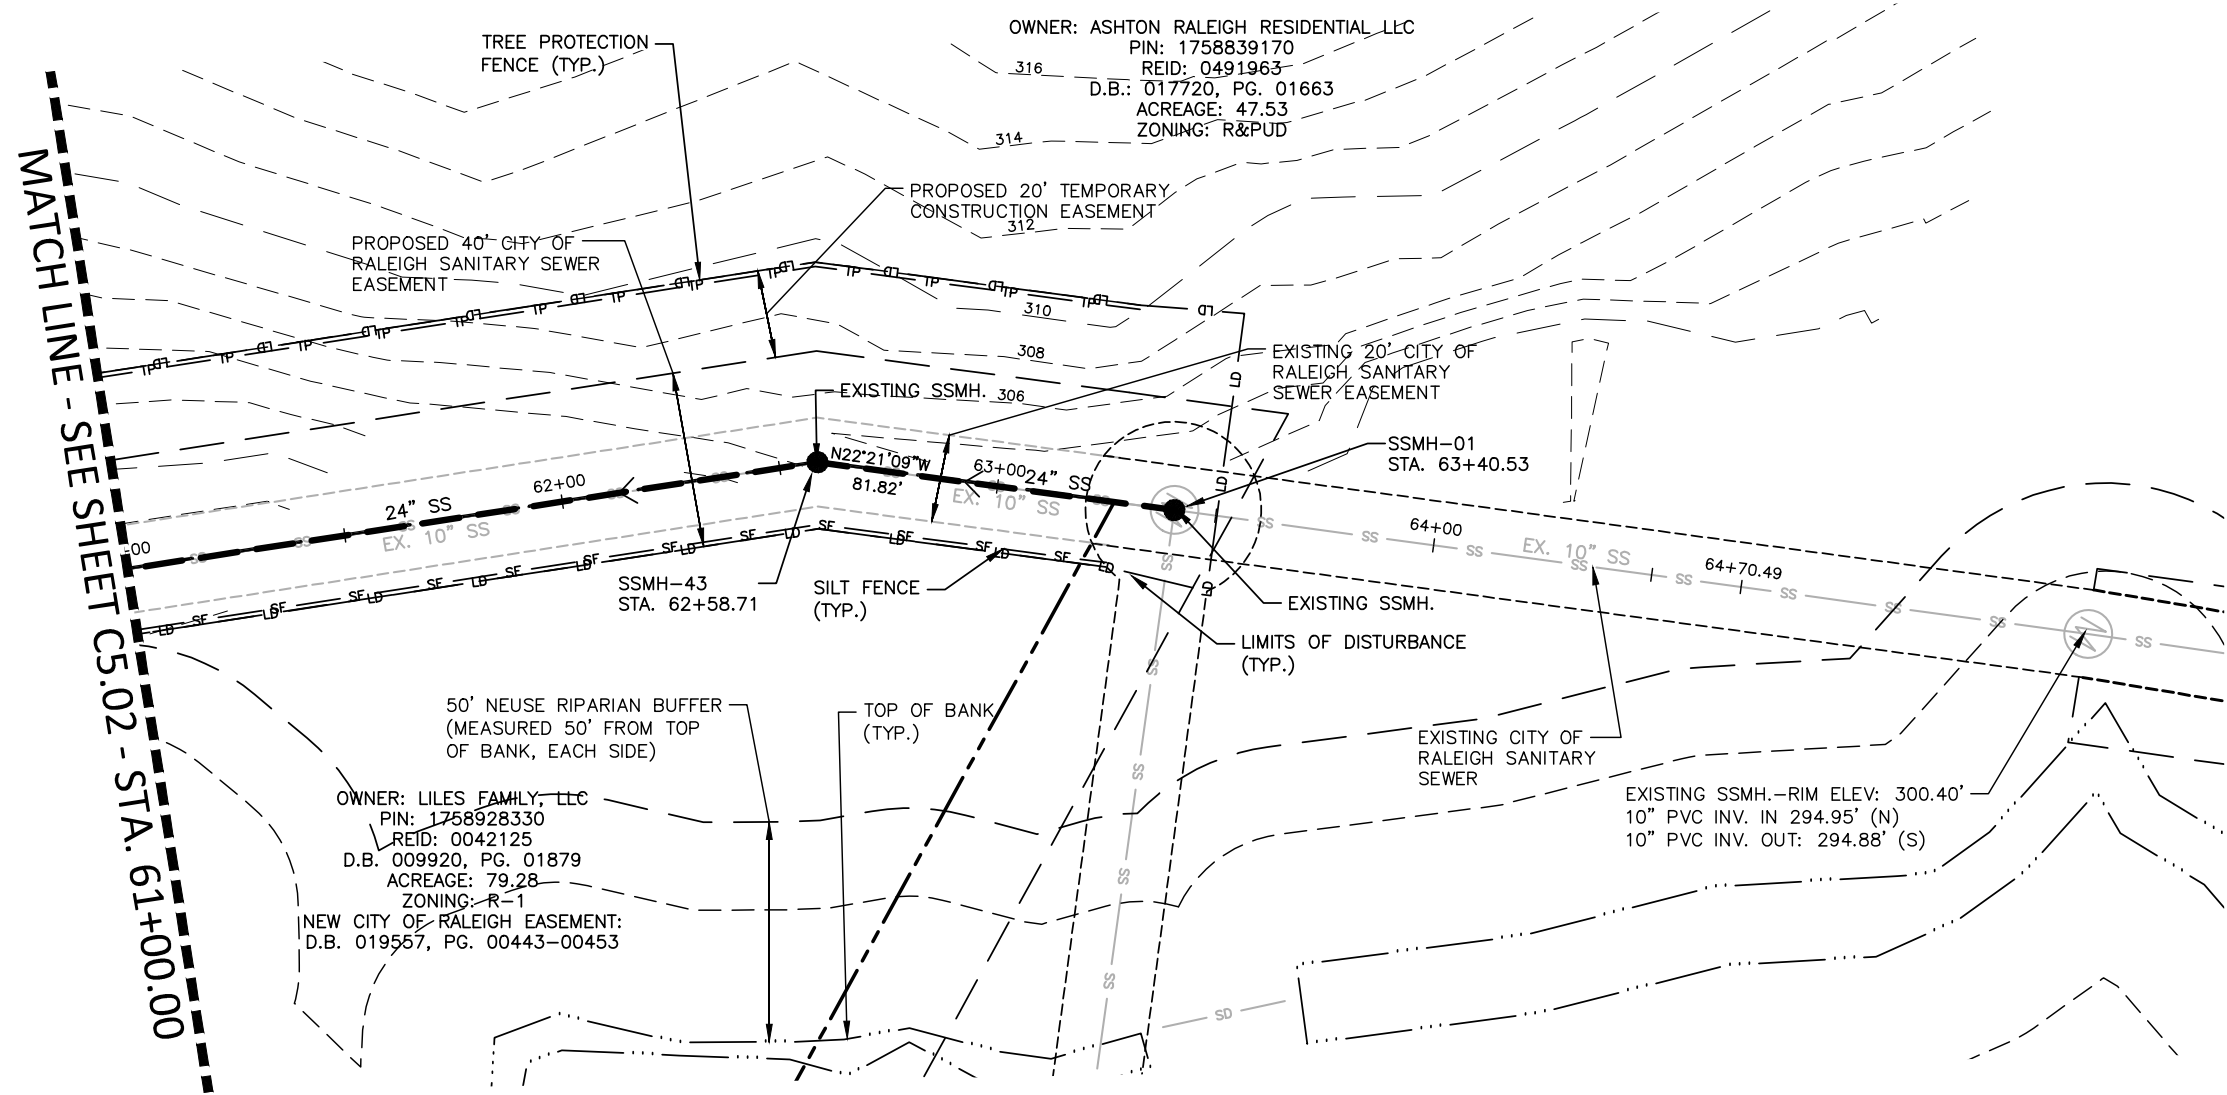 OWNER: ASHTON RALEIGH RESIDENTIAL LLC
PIN: 1758839170
REID: 0491963
D.B.: 017720, PG. 01663
ACREAGE: 47.53
ZONING: R&PUD
TREE PROTECTION
FENCE (TYP.)
316
314
312
310
308
306
PROPOSED 20' TEMPORARY
CONSTRUCTION EASEMENT
PROPOSED 40' CITY OF
RALEIGH SANITARY SEWER
EASEMENT
MATCH LINE - SEE SHEET C5.02 - STA. 61+00.00
EXISTING 20' CITY OF
RALEIGH SANITARY
SEWER EASEMENT
EXISTING SSMH.
SSMH-01
STA. 63+40.53
N22°21'09"W
81.82'
63+00
24" SS
EX. 10" SS
62+00
24" SS
EX. 10" SS
-00
64+00
EX. 10" SS
64+70.49
SSMH-43
STA. 62+58.71
SILT FENCE
(TYP.)
EXISTING SSMH.
LIMITS OF DISTURBANCE
(TYP.)
50' NEUSE RIPARIAN BUFFER
(MEASURED 50' FROM TOP
OF BANK, EACH SIDE)
TOP OF BANK
(TYP.)
EXISTING CITY OF
RALEIGH SANITARY
SEWER
EXISTING SSMH.-RIM ELEV: 300.40'
10" PVC INV. IN 294.95' (N)
10" PVC INV. OUT: 294.88' (S)
OWNER: LILES FAMILY, LLC
PIN: 1758928330
REID: 0042125
D.B. 009920, PG. 01879
ACREAGE: 79.28
ZONING: R-1
NEW CITY OF RALEIGH EASEMENT:
D.B. 019557, PG. 00443-00453
TP
LD
SF
SS
SD